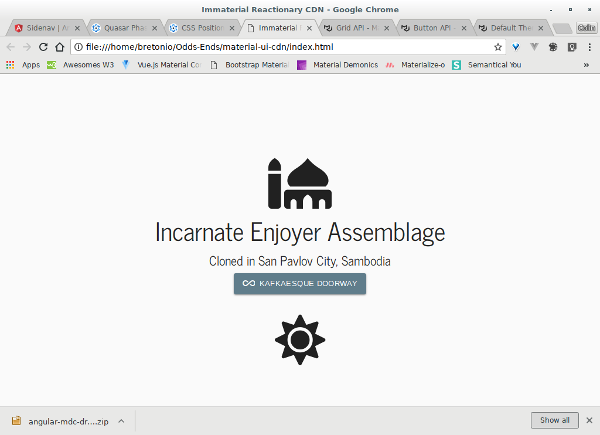 Immaterial Reactionary CDN - Google Chrome
Sidenav | A
Quasar Pha
CSS Position
Immaterial
Grid API - M
Button API -
Default The
file:///home/bretonio/Odds-Ends/material-ui-cdn/index.html
Apps
Awesomes W3
Vue.js Material Co
Bootstrap Material
Material Demonics
Materialize-o
Semantical You
»
Incarnate Enjoyer Assemblage
Cloned in San Pavlov City, Sambodia
KAFKAESQUE DOORWAY
angular-mdc-dr....zip
Show all